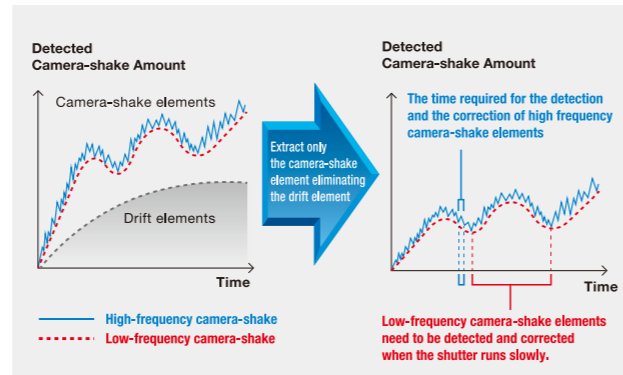 Detected
Camera-shake Amount
Camera-shake elements
Drift elements
Time
High-frequency camera-shake
Low-frequency camera-shake
Extract only
the camera-shake
element eliminating
the drift element
Detected
Camera-shake Amount
The time required for the detection
and the correction of high frequency
camera-shake elements
Time
Low-frequency camera-shake elements
need to be detected and corrected
when the shutter runs slowly.